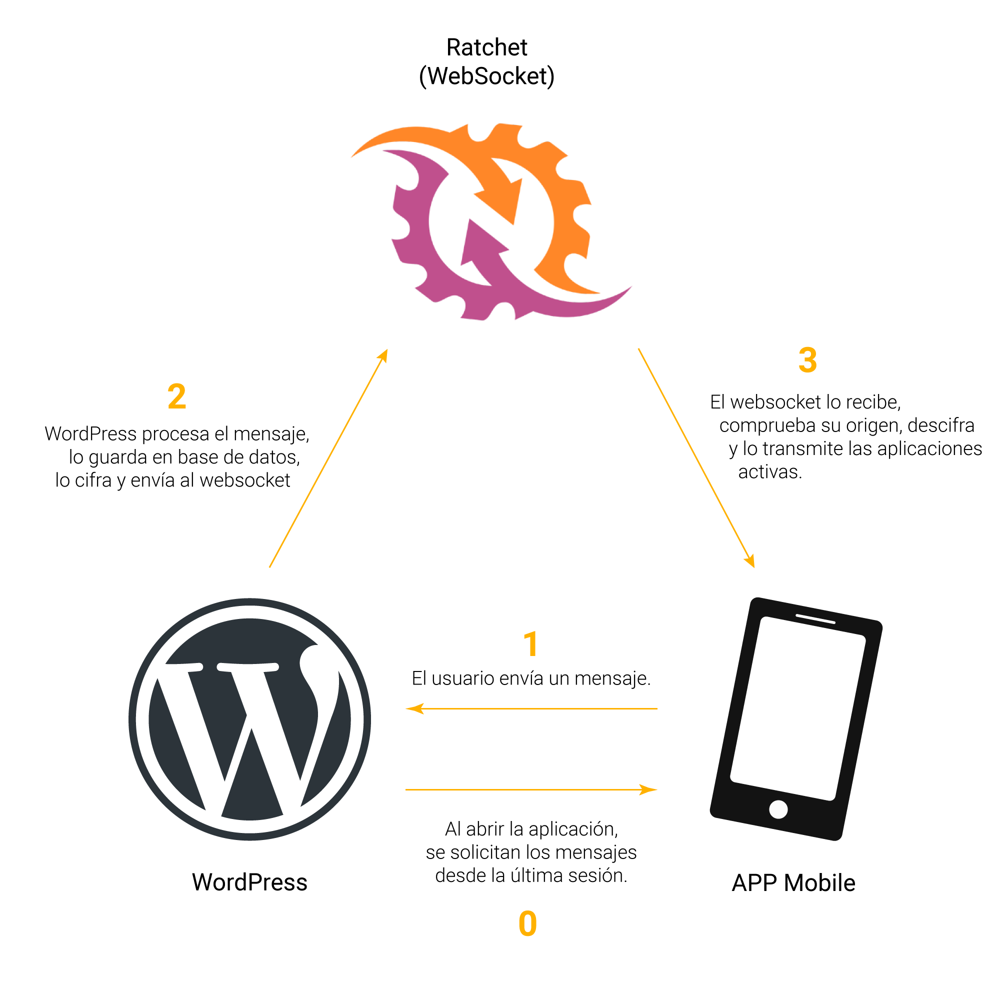 Ratchet
(WebSocket)
3
El websocket lo recibe,
comprueba su origen, descifra
y lo transmite las aplicaciones
activas.
2
WordPress procesa el mensaje,
lo guarda en base de datos,
lo cifra y envía al websocket
1
El usuario envía un mensaje.
Al abrir la aplicación,
se solicitan los mensajes
desde la última sesión.
0
WordPress
APP Mobile